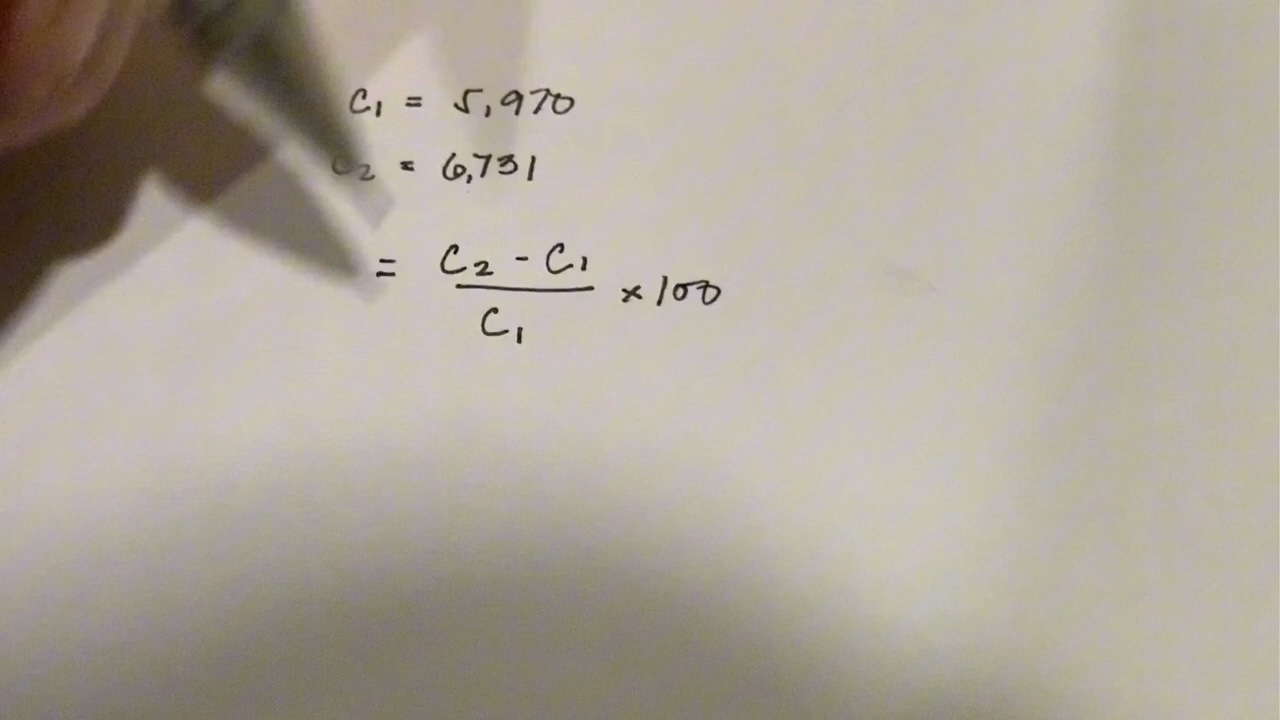 C₁ = 5,970
C₂ = 6,731
= C₂ - C₁ / C₁ × 100